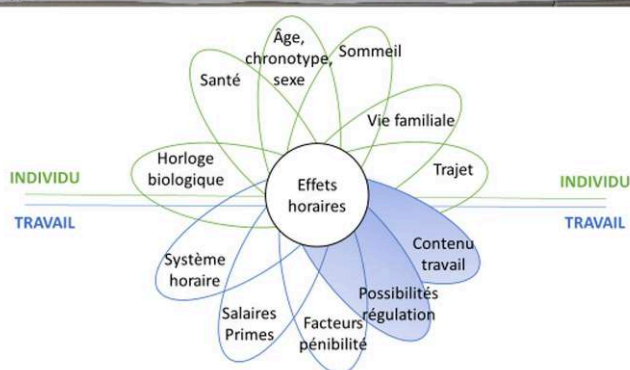 Âge,
chronotype,
sexe
Sommeil
Santé
Vie familiale
Horloge
biologique
Trajet
INDIVIDU
INDIVIDU
Effets
horaires
TRAVAIL
TRAVAIL
Contenu
travail
Système
horaire
Possibilités
régulation
Salaires
Primes
Facteurs
pénibilité